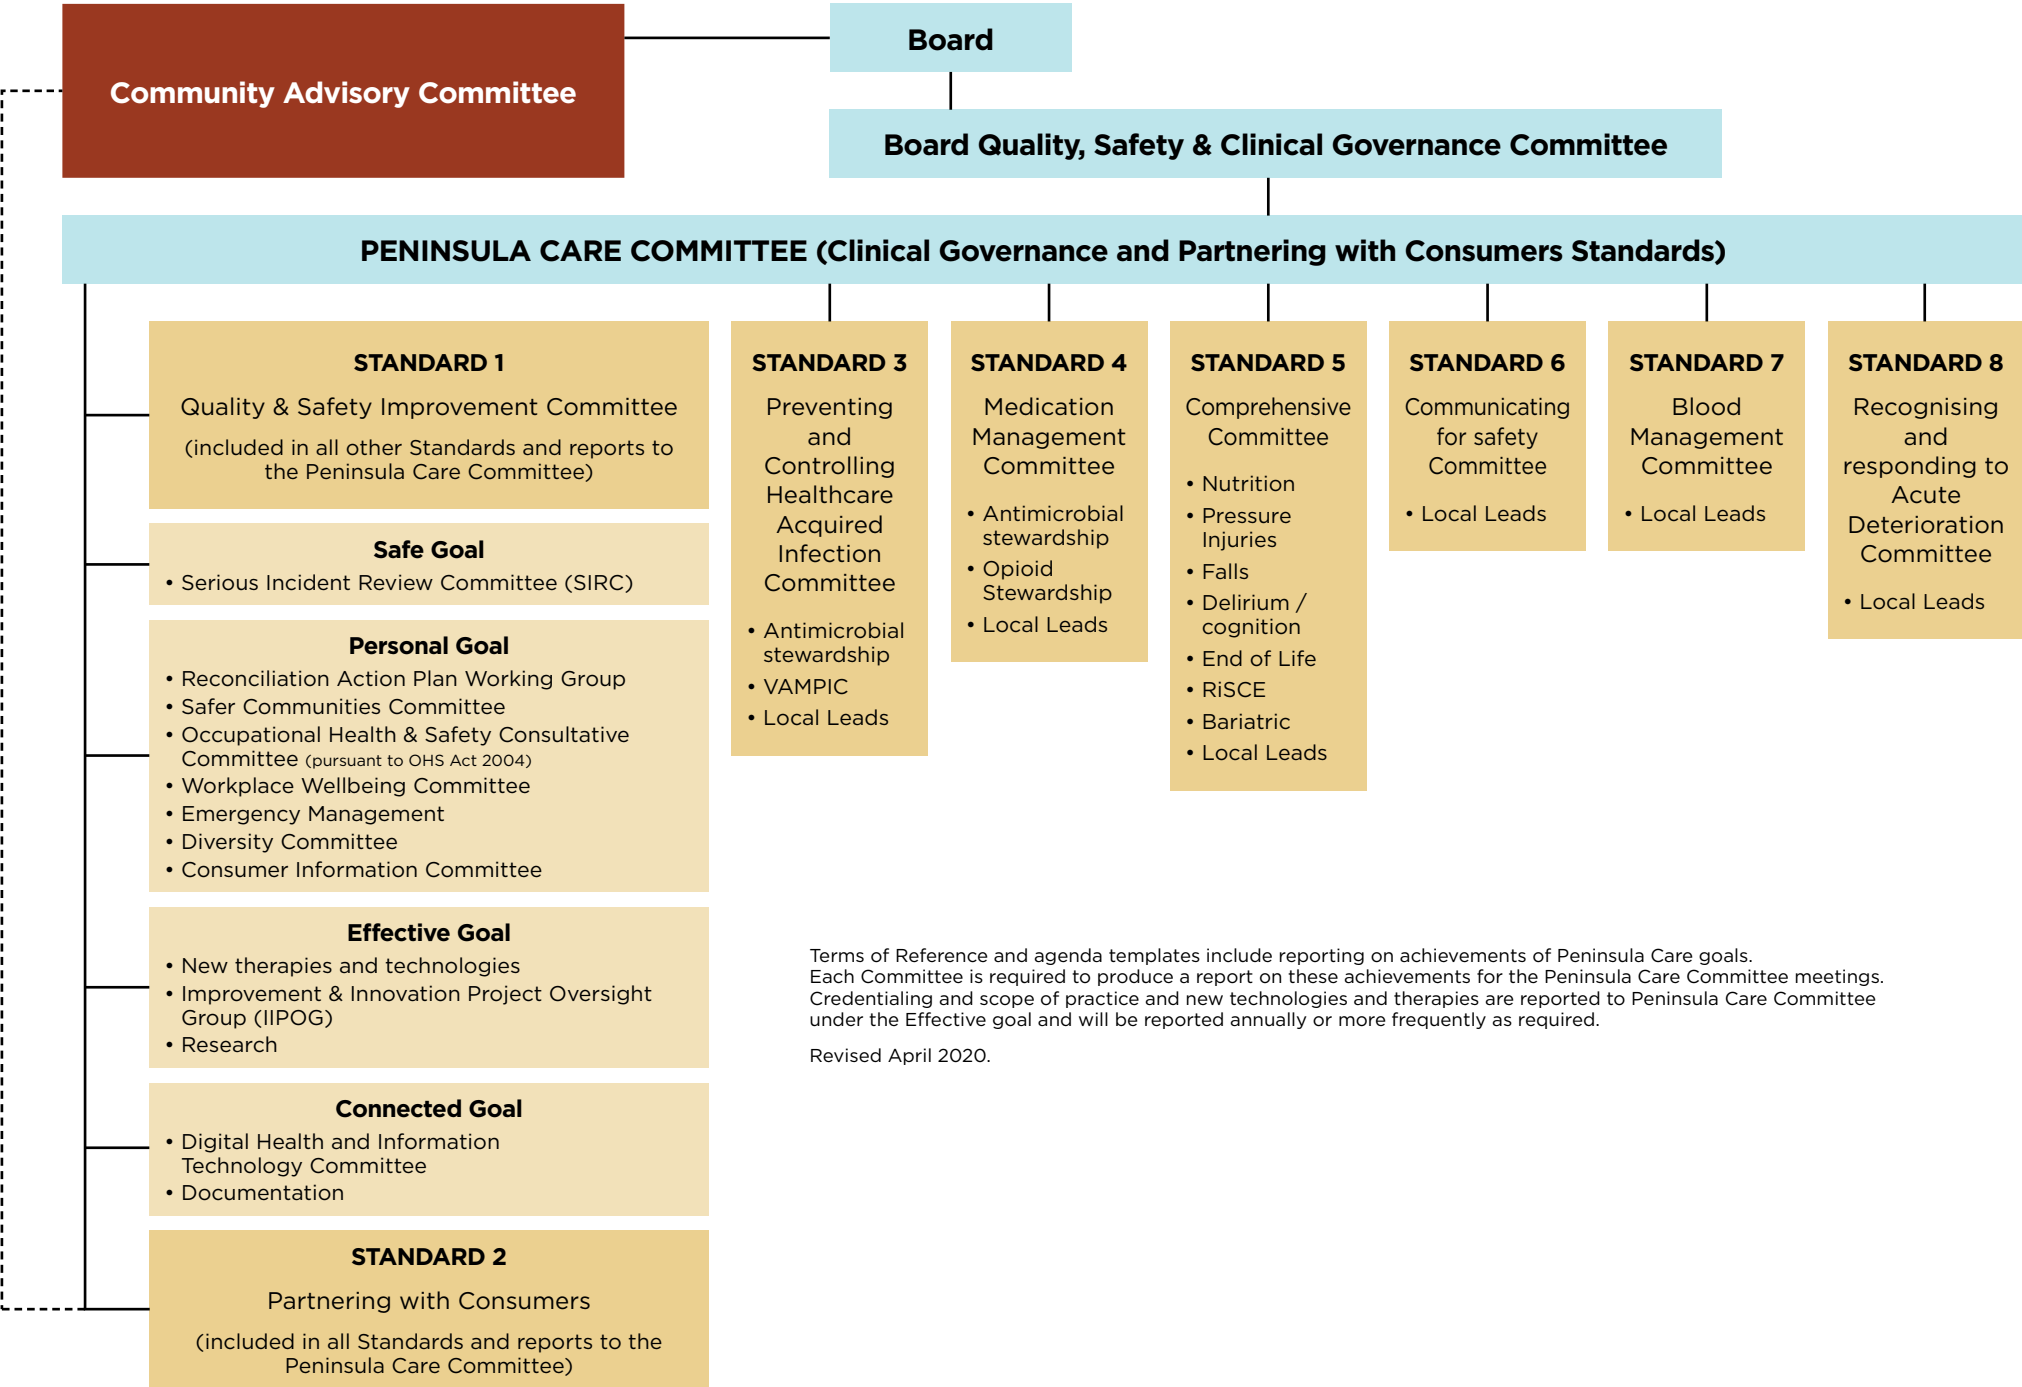 Community Advisory Committee
Board
Board Quality, Safety & Clinical Governance Committee
PENINSULA CARE COMMITTEE (Clinical Governance and Partnering with Consumers Standards)
STANDARD 1
Quality & Safety Improvement Committee
(included in all other Standards and reports to
the Peninsula Care Committee)
Safe Goal
• Serious Incident Review Committee (SIRC)
Personal Goal
• Reconciliation Action Plan Working Group
• Safer Communities Committee
• Occupational Health & Safety Consultative
Committee (pursuant to OHS Act 2004)
• Workplace Wellbeing Committee
• Emergency Management
• Diversity Committee
• Consumer Information Committee
Effective Goal
• New therapies and technologies
• Improvement & Innovation Project Oversight
Group (IIPOG)
• Research
Connected Goal
• Digital Health and Information
Technology Committee
• Documentation
STANDARD 2
Partnering with Consumers
(included in all Standards and reports to the
Peninsula Care Committee)
STANDARD 3
Preventing
and
Controlling
Healthcare
Acquired
Infection
Committee
• Antimicrobial
stewardship
• VAMPIC
• Local Leads
STANDARD 4
Medication
Management
Committee
• Antimicrobial
stewardship
• Opioid
Stewardship
• Local Leads
STANDARD 5
Comprehensive
Committee
• Nutrition
• Pressure
Injuries
• Falls
• Delirium /
cognition
• End of Life
• RiSCE
• Bariatric
• Local Leads
STANDARD 6
Communicating
for safety
Committee
• Local Leads
STANDARD 7
Blood
Management
Committee
• Local Leads
STANDARD 8
Recognising
and
responding to
Acute
Deterioration
Committee
• Local Leads
Terms of Reference and agenda templates include reporting on achievements of Peninsula Care goals.
Each Committee is required to produce a report on these achievements for the Peninsula Care Committee meetings.
Credentialing and scope of practice and new technologies and therapies are reported to Peninsula Care Committee
under the Effective goal and will be reported annually or more frequently as required.
Revised April 2020.